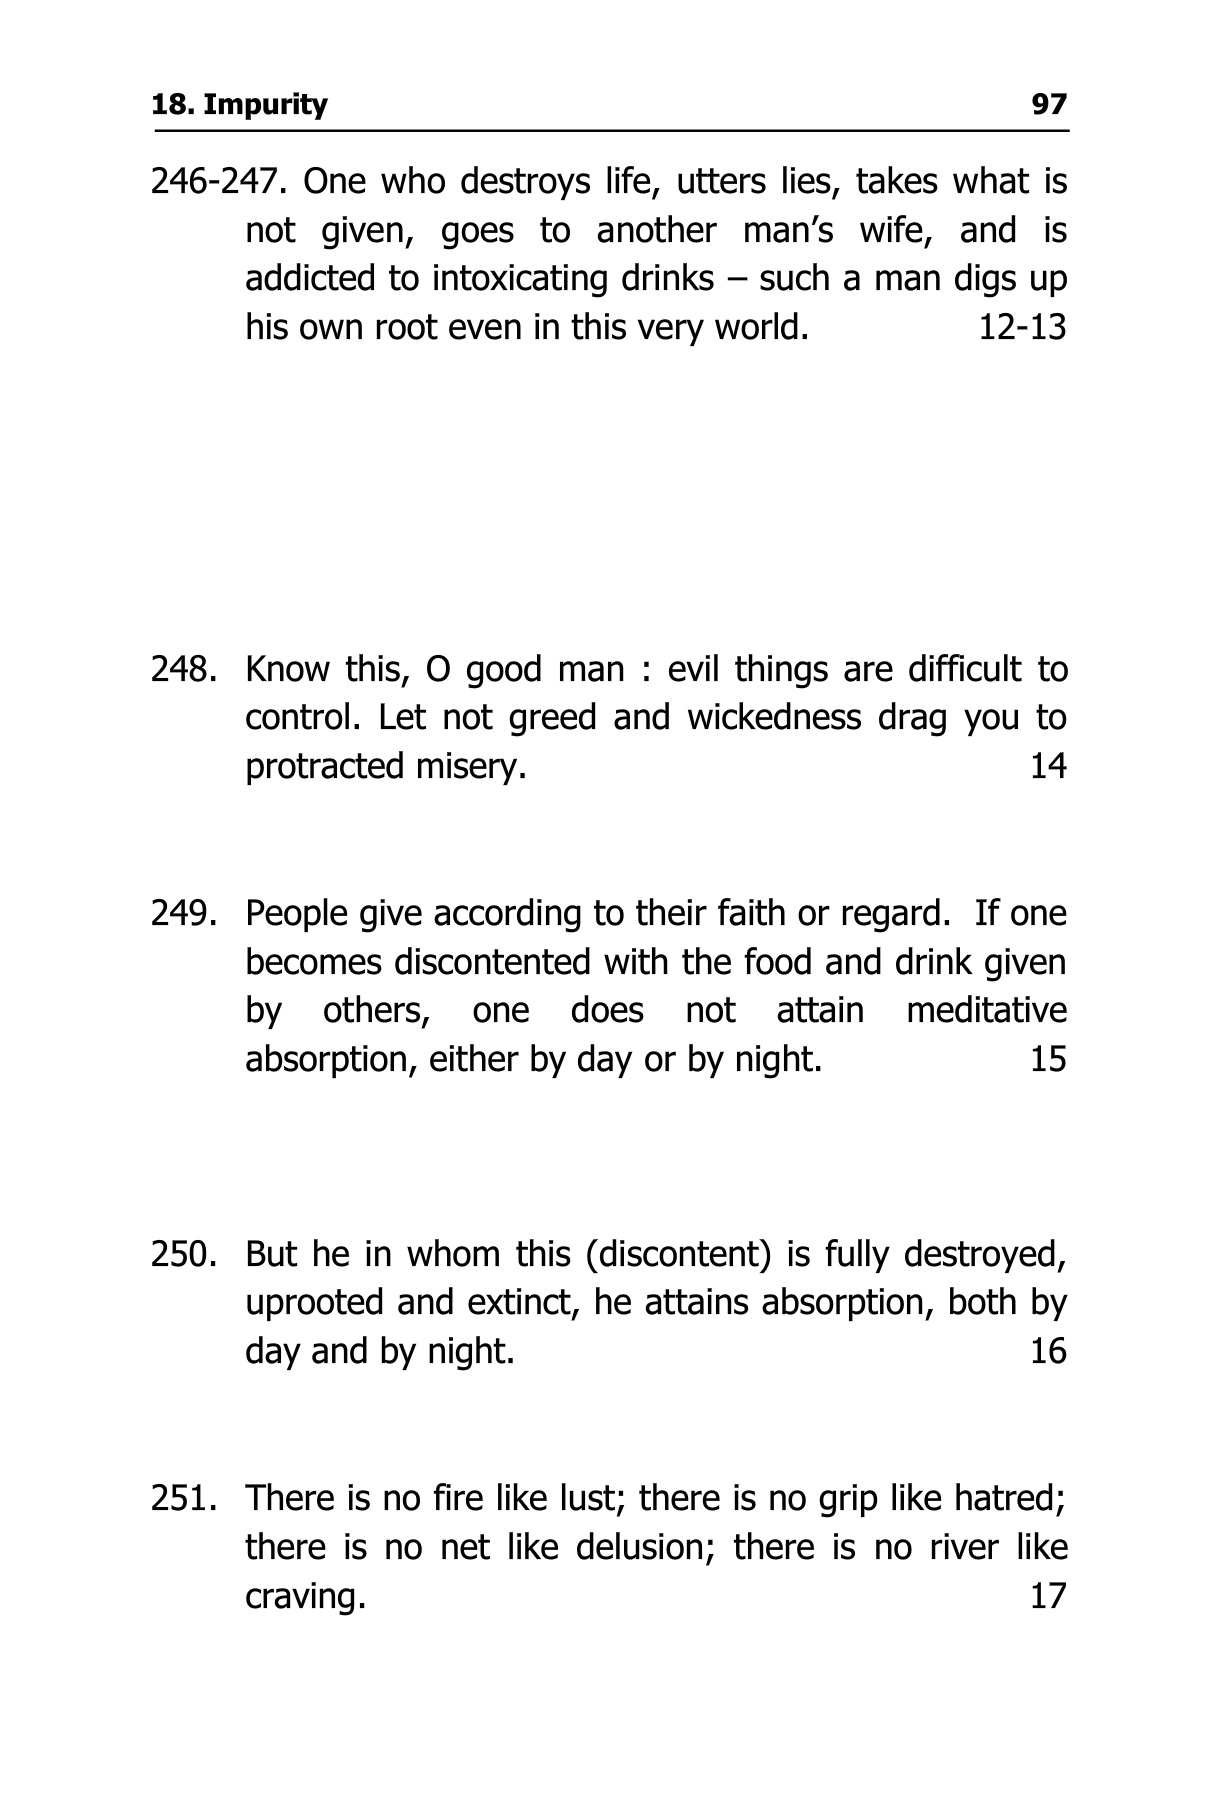 18. Impurity 97
246-247. One who destroys life, utters lies, takes what is
not given, goes to another man’s wife, and is
addicted to intoxicating drinks – such a man digs up
his own root even in this very world. 12-13
248. Know this, O good man : evil things are difficult to
control. Let not greed and wickedness drag you to
protracted misery. 14
249. People give according to their faith or regard.  If one
becomes discontented with the food and drink given
by others, one does not attain meditative
absorption, either by day or by night. 15
250. But he in whom this (discontent) is fully destroyed,
uprooted and extinct, he attains absorption, both by
day and by night. 16
251. There is no fire like lust; there is no grip like hatred;
there is no net like delusion; there is no river like
craving. 17